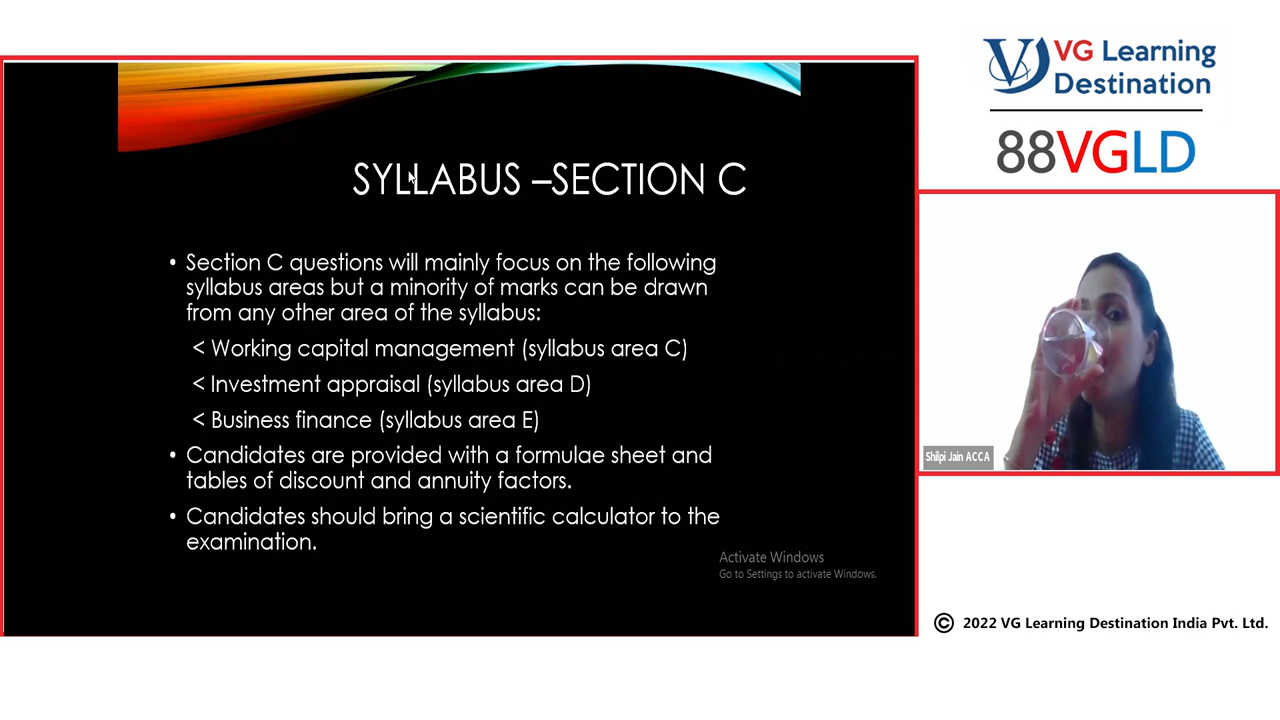 SYLLABUS –SECTION C
• Section C questions will mainly focus on the following
syllabus areas but a minority of marks can be drawn
from any other area of the syllabus:
< Working capital management (syllabus area C)
< Investment appraisal (syllabus area D)
< Business finance (syllabus area E)
• Candidates are provided with a formulae sheet and
tables of discount and annuity factors.
• Candidates should bring a scientific calculator to the
examination.
Activate Windows
Go to Settings to activate Windows.
VG Learning
Destination
88VGLD
Shilpi Jain ACCA
© 2022 VG Learning Destination India Pvt. Ltd.